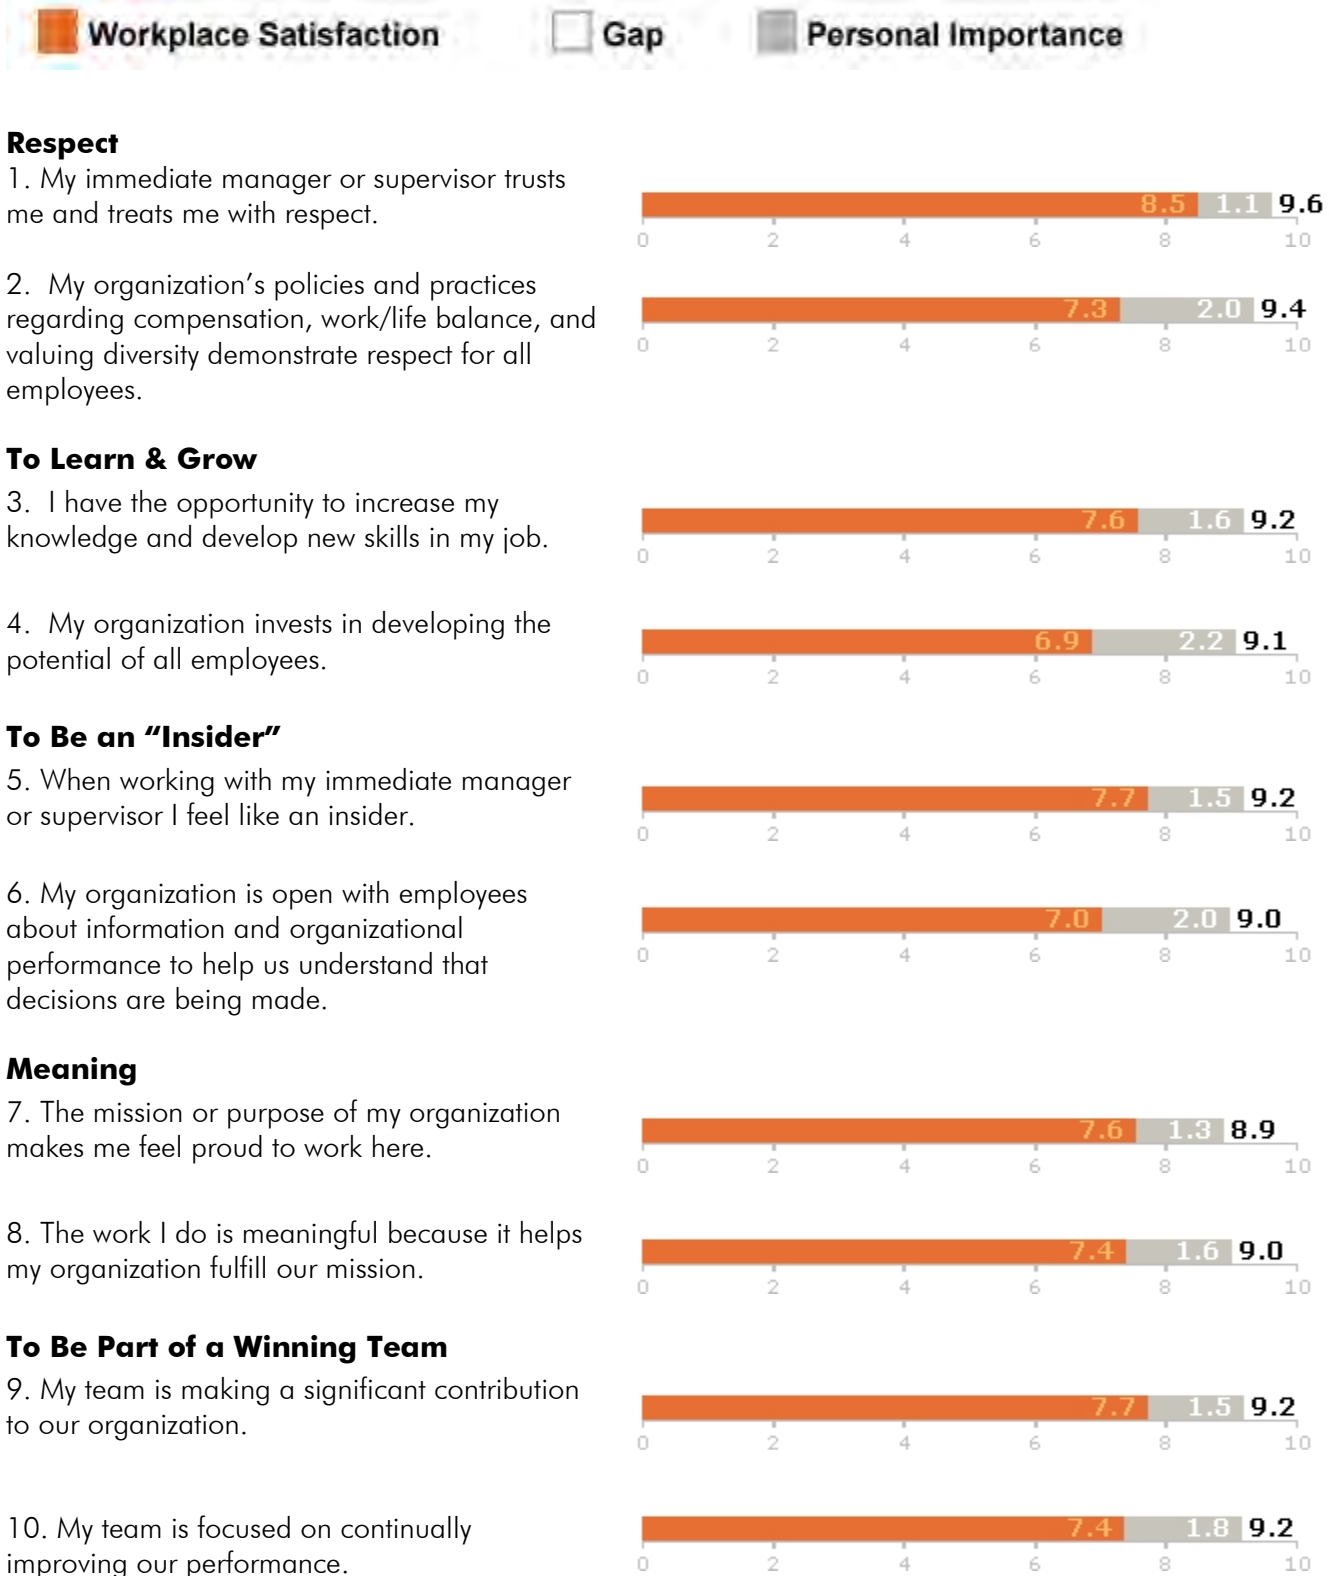 Workplace Satisfaction Gap Personal Importance
Respect
1. My immediate manager or supervisor trusts
me and treats me with respect.
8.5 1.1 9.6
0 2 4 6 8 10
2. My organization's policies and practices
regarding compensation, work/life balance, and
valuing diversity demonstrate respect for all
employees.
7.3 2.0 9.4
0 2 4 6 8 10
To Learn & Grow
3. I have the opportunity to increase my
knowledge and develop new skills in my job.
7.6 1.6 9.2
0 2 4 6 8 10
4. My organization invests in developing the
potential of all employees.
6.9 2.2 9.1
0 2 4 6 8 10
To Be an “Insider”
5. When working with my immediate manager
or supervisor I feel like an insider.
7.7 1.5 9.2
0 2 4 6 8 10
6. My organization is open with employees
about information and organizational
performance to help us understand that
decisions are being made.
7.0 2.0 9.0
0 2 4 6 8 10
Meaning
7. The mission or purpose of my organization
makes me feel proud to work here.
7.6 1.3 8.9
0 2 4 6 8 10
8. The work I do is meaningful because it helps
my organization fulfill our mission.
7.4 1.6 9.0
0 2 4 6 8 10
To Be Part of a Winning Team
9. My team is making a significant contribution
to our organization.
7.7 1.5 9.2
0 2 4 6 8 10
10. My team is focused on continually
improving our performance.
7.4 1.8 9.2
0 2 4 6 8 10